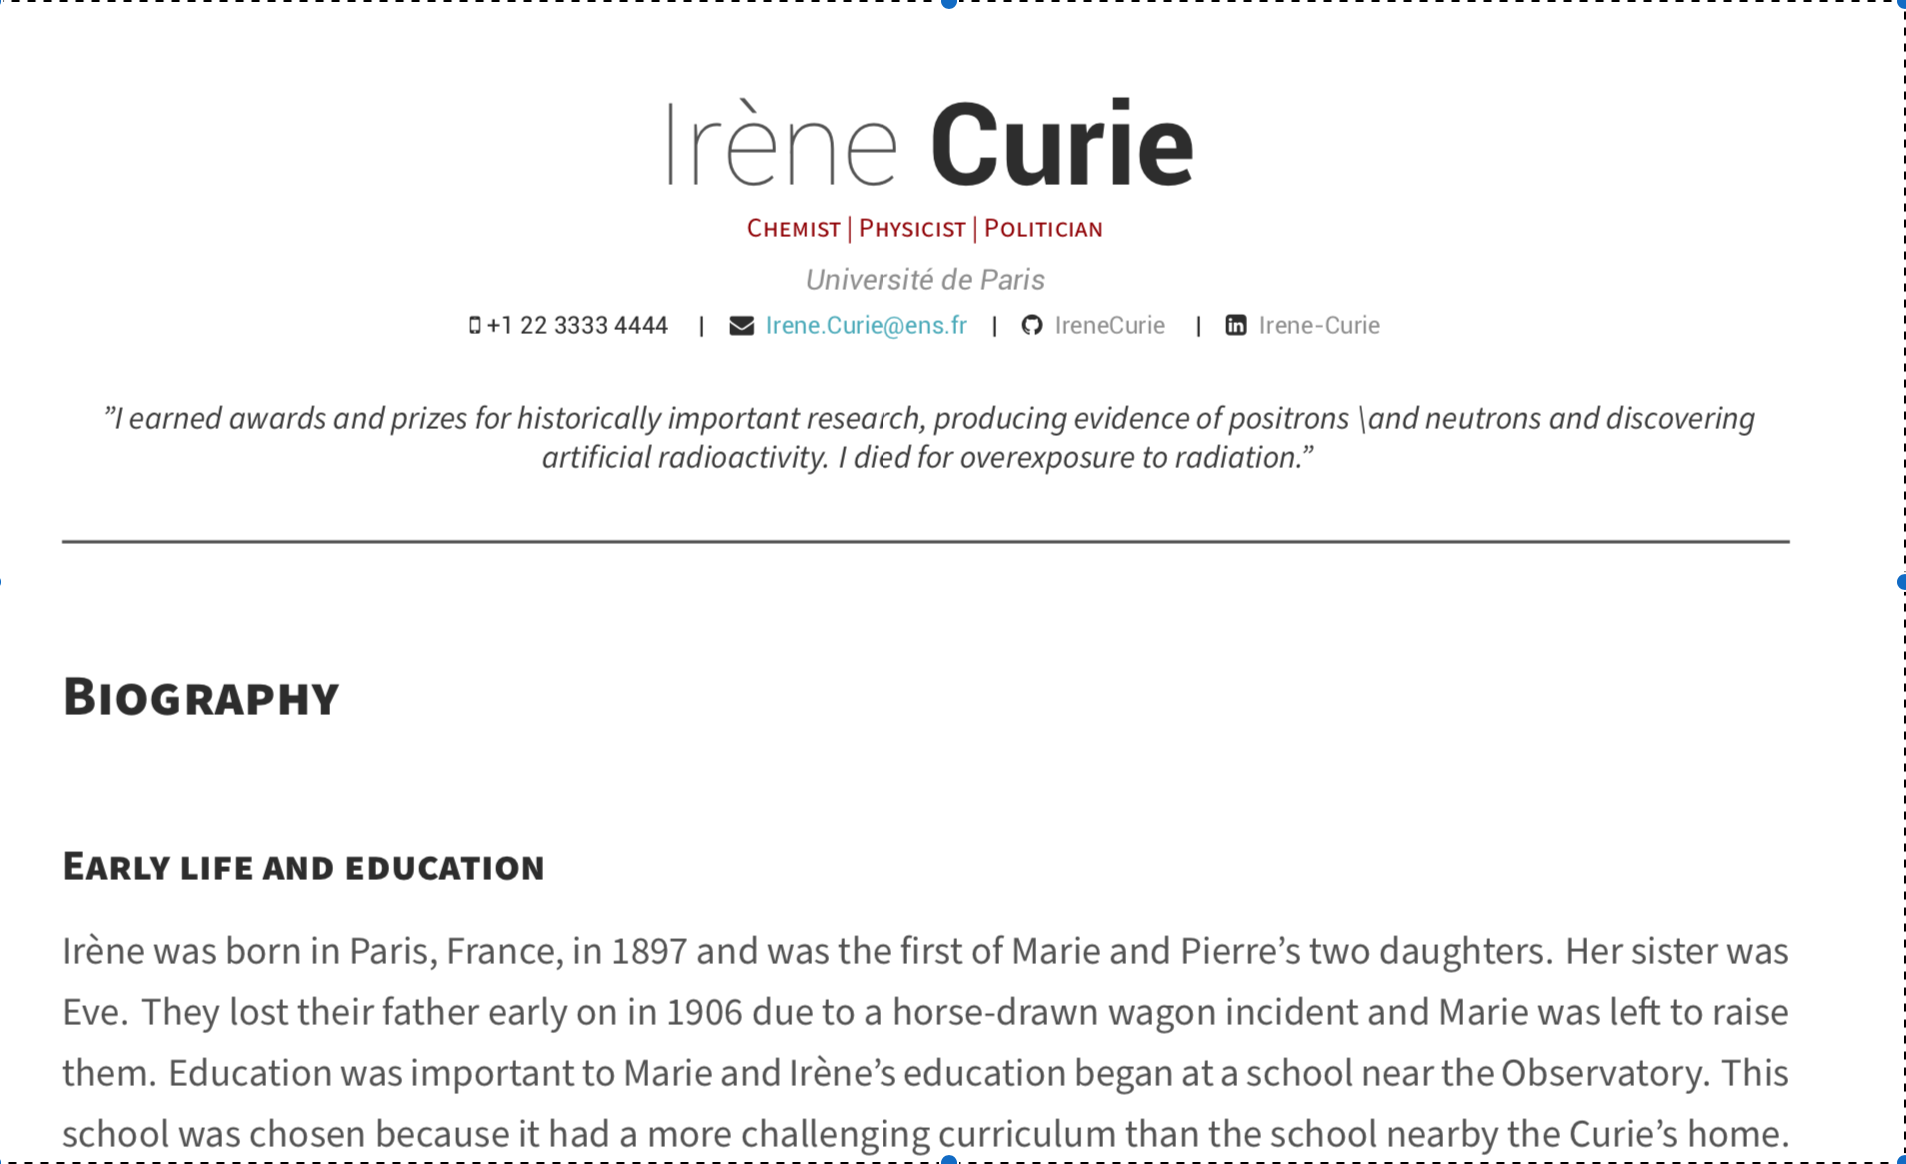 Irène Curie
Chemist | Physicist | Politician
Université de Paris
+1 22 3333 4444 | Irene.Curie@ens.fr | IreneCurie | Irene-Curie
”I earned awards and prizes for historically important research, producing evidence of positrons \and neutrons and discovering
artificial radioactivity. I died for overexposure to radiation.”
Biography
Early life and education
Irène was born in Paris, France, in 1897 and was the first of Marie and Pierre’s two daughters. Her sister was
Eve. They lost their father early on in 1906 due to a horse-drawn wagon incident and Marie was left to raise
them. Education was important to Marie and Irène’s education began at a school near the Observatory. This
school was chosen because it had a more challenging curriculum than the school nearby the Curie’s home.